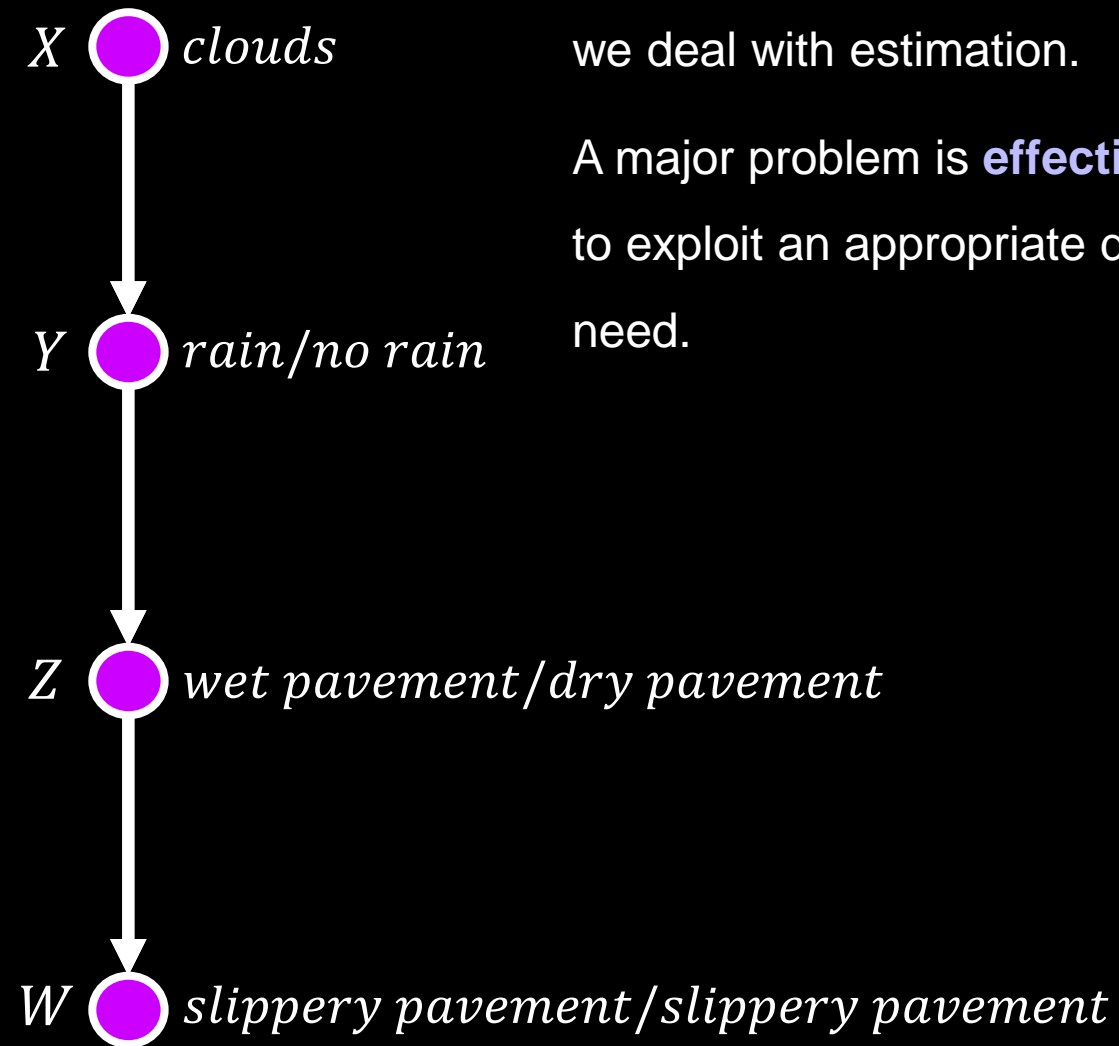 X clouds
we deal with estimation.
A major problem is effecti
to exploit an appropriate
need.
Y rain/no rain
Z wet pavement/dry pavement
W slippery pavement/slippery pavement